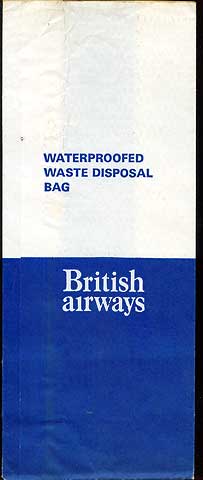 WATERPROOFED
WASTE DISPOSAL
BAG
British
airways